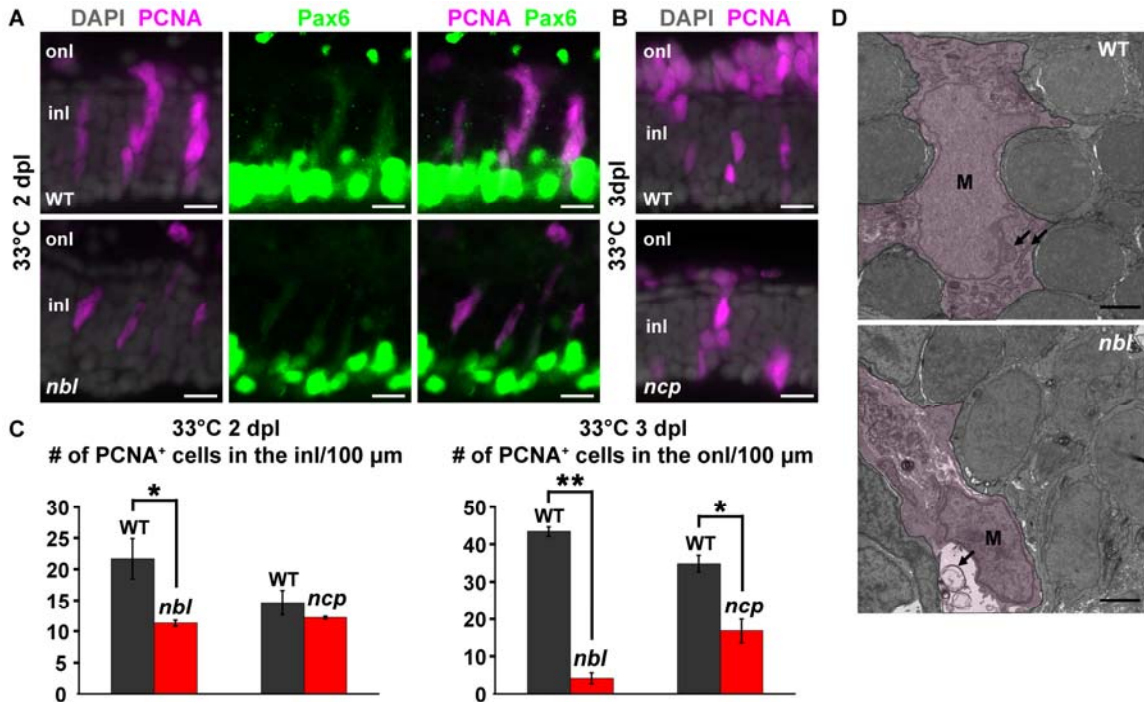 A DAPI PCNA Pax6 PCNA Pax6 B DAPI PCNA D
onl
inl
WT
2 dpl
onl
inl
nbl
33°C
onl
inl
WT
3dpl
onl
inl
ncp
33°C
WT
M
nbl
M
C
33°C 2 dpl
# of PCNA+ cells in the inl/100 µm
30
25
20
15
10
5
0
*
WT
nbl
WT
ncp
33°C 3 dpl
# of PCNA+ cells in the onl/100 µm
50
40
30
20
10
0
**
WT
nbl
*
WT
ncp